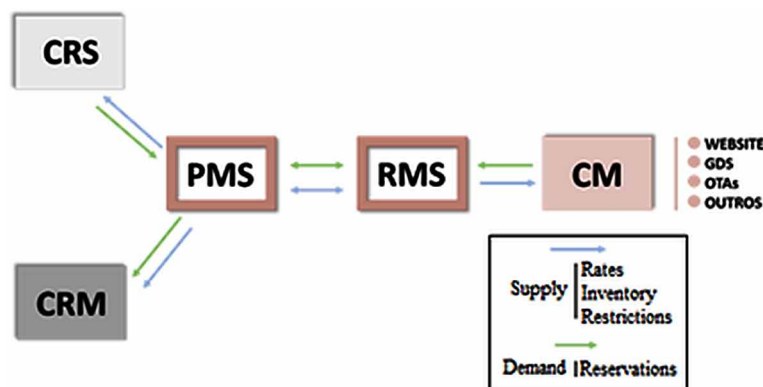 CRS
PMS
RMS
CM
WEBSITE
GDS
OTAs
OUTROS
CRM
Supply
Rates
Inventory
Restrictions
Demand
Reservations